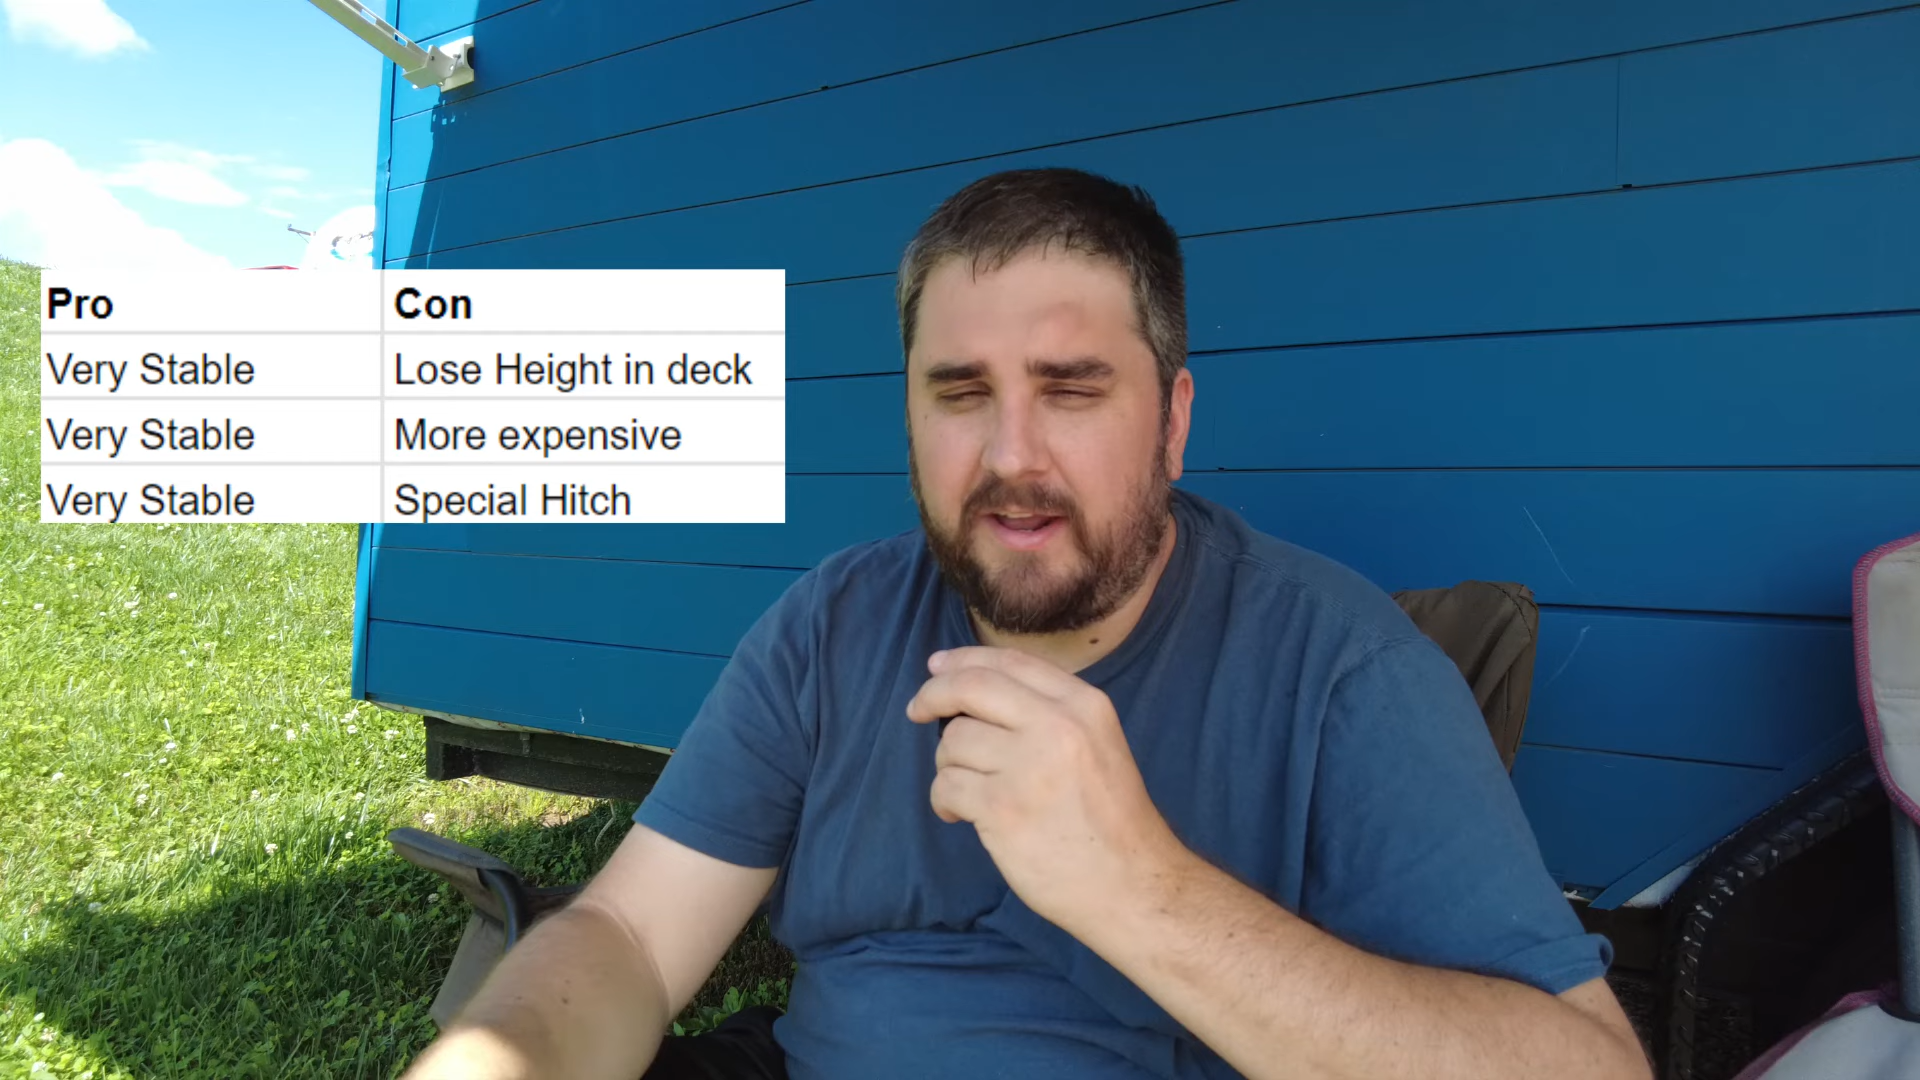 Pro Con
Very Stable Lose Height in deck
Very Stable More expensive
Very Stable Special Hitch